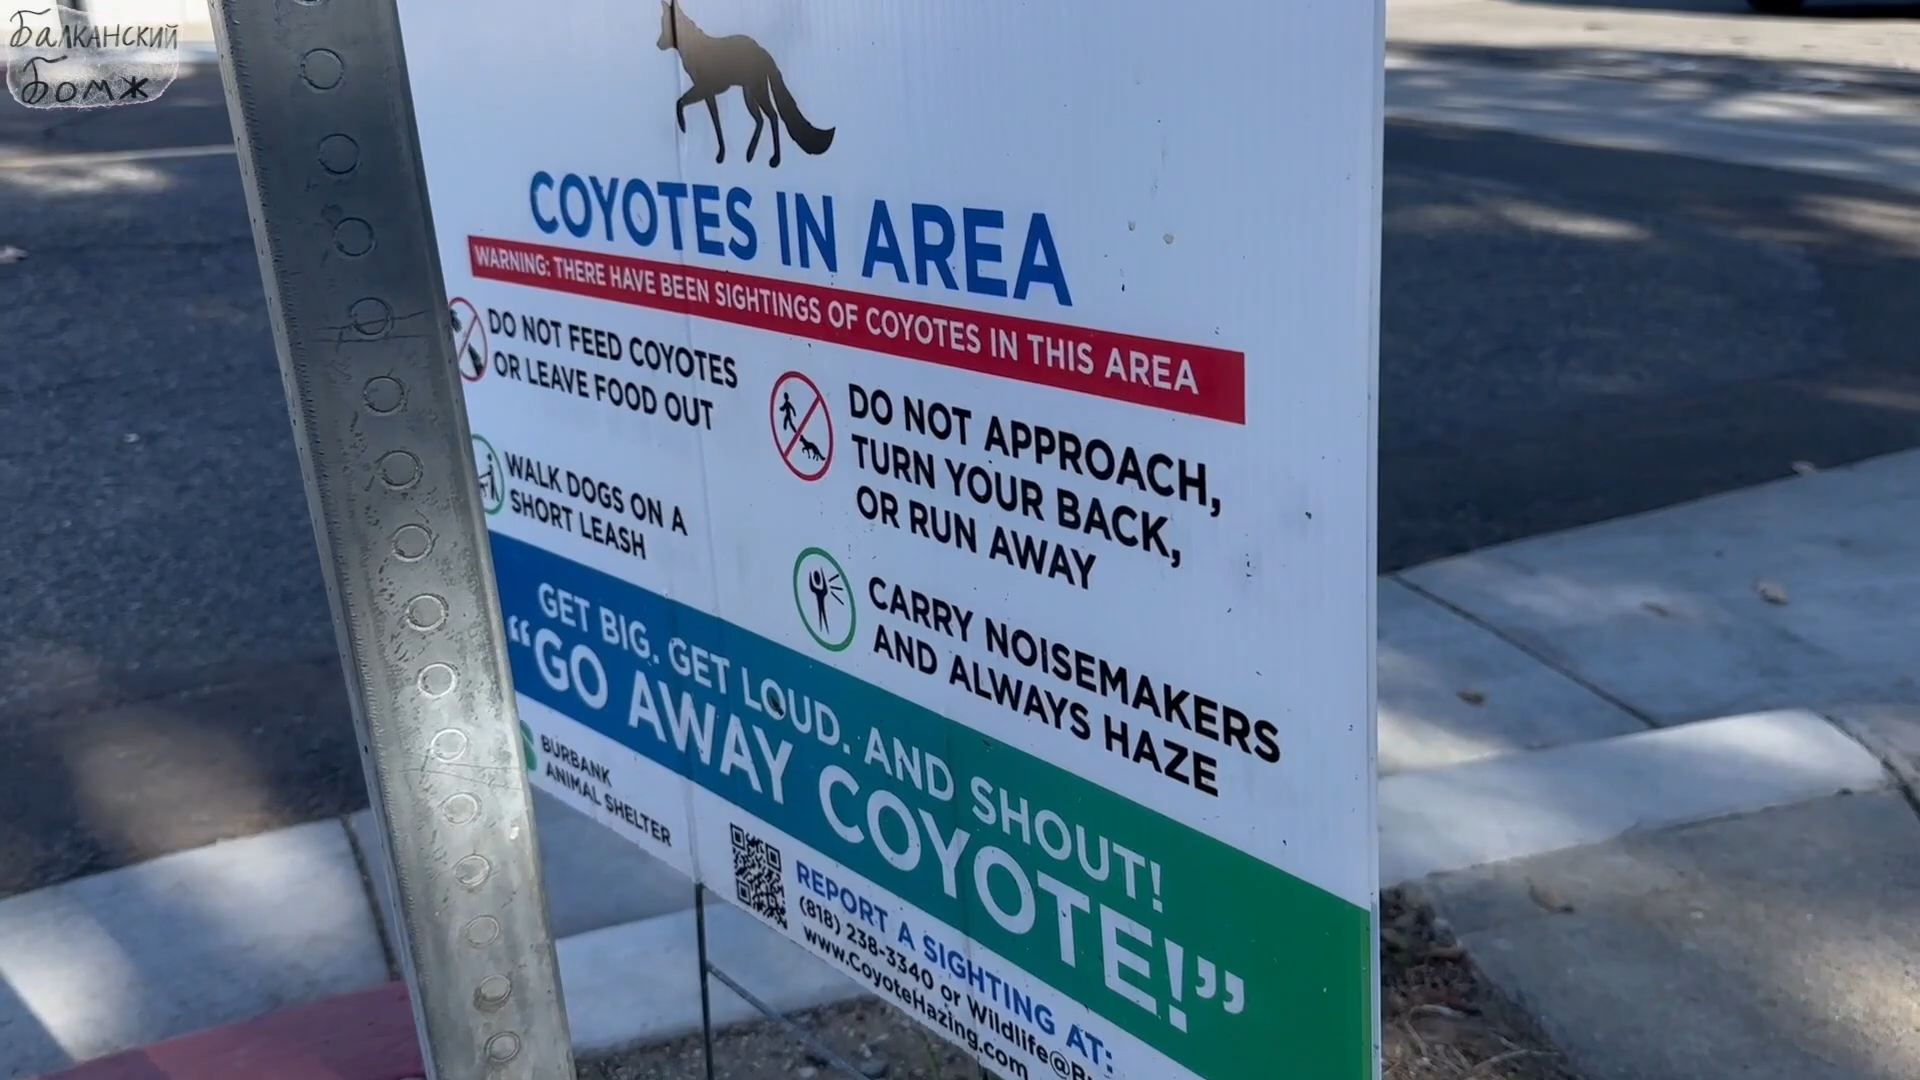 Балканский
Бомж
COYOTES IN AREA
WARNING: THERE HAVE BEEN SIGHTINGS OF COYOTES IN THIS AREA
DO NOT FEED COYOTES
OR LEAVE FOOD OUT
WALK DOGS ON A
SHORT LEASH
DO NOT APPROACH,
TURN YOUR BACK,
OR RUN AWAY
CARRY NOISEMAKERS
AND ALWAYS HAZE
GET BIG. GET LOUD. AND SHOUT!
“GO AWAY COYOTE!”
BURBANK
ANIMAL SHELTER
REPORT A SIGHTING AT:
(818) 238-3340 or Wildlife@Bu
www.CoyoteHazing.com